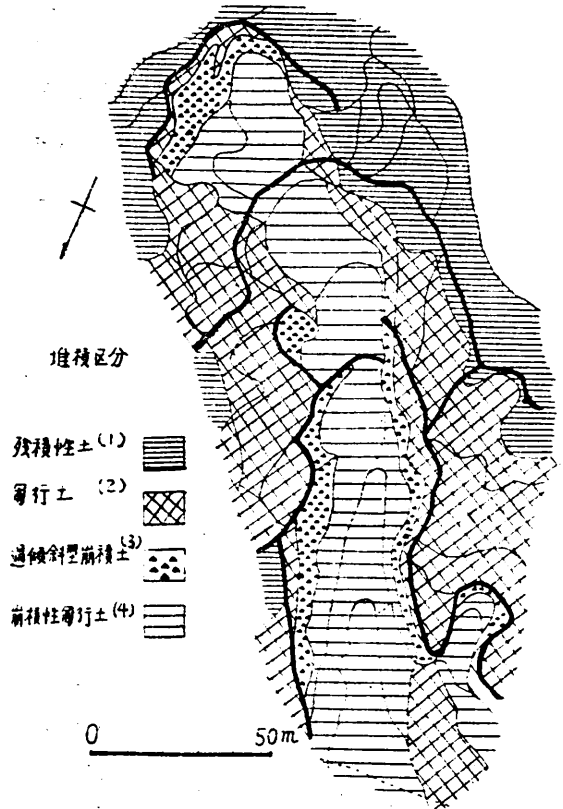 堆積区分
残積性土(1)
匍行土 (2)
過傾斜型崩積土(3)
崩積性匍行土(4)
0 50m